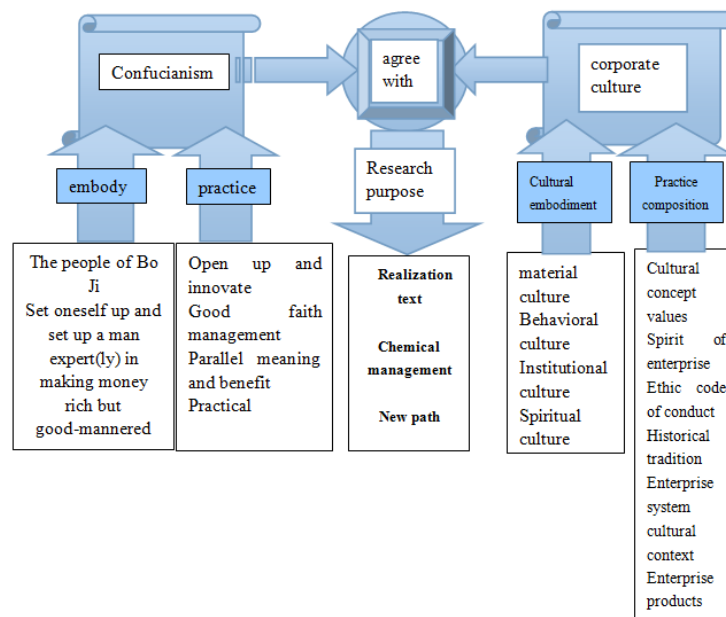 Confucianism
agree
with
corporate
culture
embody
practice
Research
purpose
Cultural
embodiment
Practice
composition
The people of Bo
Ji
Set oneself up and
set up a man
expert(ly) in
making money
rich but
good-mannered
Open up and
innovate
Good faith
management
Parallel meaning
and benefit
Practical
Realization
text
Chemical
management
New path
material
culture
Behavioral
culture
Institutional
culture
Spiritual
culture
Cultural
concept
values
Spirit of
enterprise
Ethic code
of conduct
Historical
tradition
Enterprise
system
cultural
context
Enterprise
products